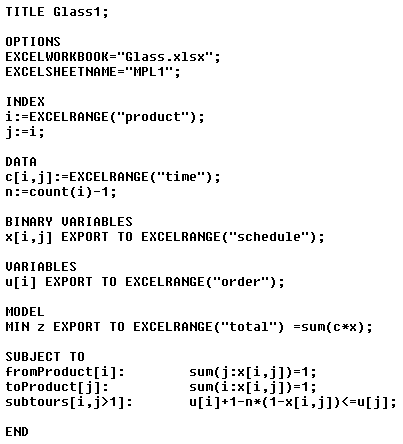 TITLE Glass1;
OPTIONS
EXCELWORKBOOK="Glass.xlsx";
EXCELSHEETNAME="MPL1";
INDEX
i:=EXCELRANGE("product");
j:=i;
DATA
c[i,j]:=EXCELRANGE("time");
n:=count(i)-1;
BINARY VARIABLES
x[i,j] EXPORT TO EXCELRANGE("schedule");
VARIABLES
u[i] EXPORT TO EXCELRANGE("order");
MODEL
MIN z EXPORT TO EXCELRANGE("total") =sum(c*x);
SUBJECT TO
fromProduct[i]: sum(j:x[i,j])=1;
toProduct[j]: sum(i:x[i,j])=1;
subtours[i,j>1]: u[i]+1-n*(1-x[i,j])<=u[j];
END